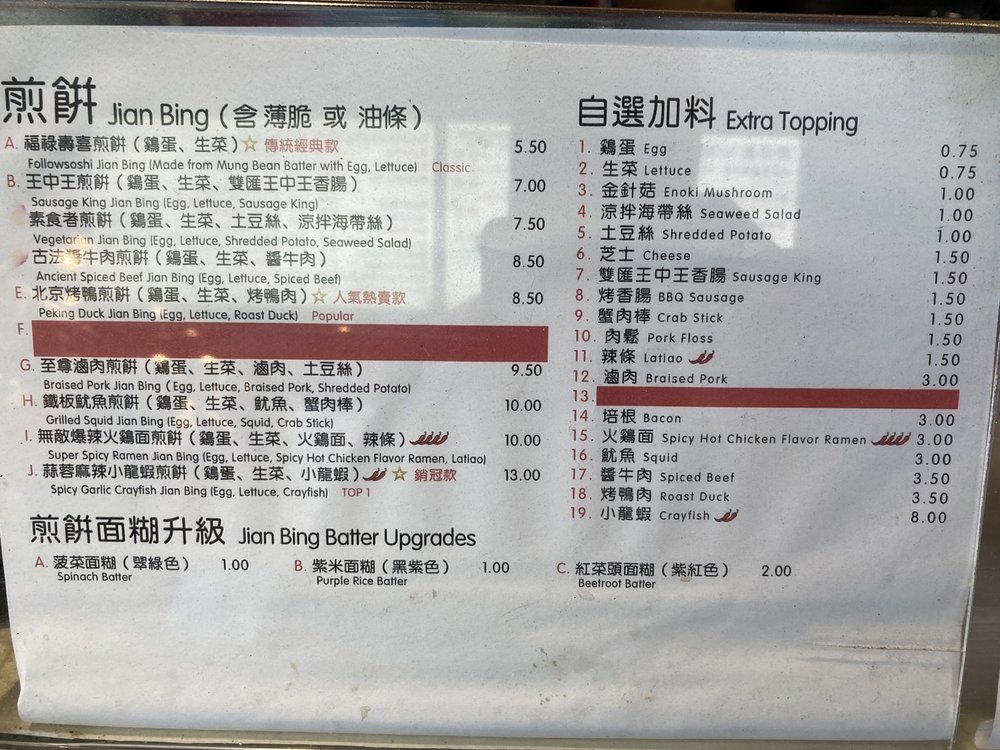 煎餅 Jian Bing (含 薄脆 或 油條)
A. 福祿壽喜煎餅 (鷄蛋、生菜) ☆ 傳統經典款 5.50
Followsoshi Jian Bing (Made from Mung Bean Batter with Egg, Lettuce) Classic
B. 王中王煎餅 (鷄蛋、生菜、雙匯王中王香腸) 7.00
Sausage King Jian Bing (Egg, Lettuce, Sausage King)
素食者煎餅 (鷄蛋、生菜、土豆絲、涼拌海帶絲) 7.50
Vegetarian Jian Bing (Egg, Lettuce, Shredded Potato, Seaweed Salad)
古法醬牛肉煎餅 (鷄蛋、生菜、醬牛肉) 8.50
Ancient Spiced Beef Jian Bing (Egg, Lettuce, Spiced Beef)
E. 北京烤鴨煎餅 (鷄蛋、生菜、烤鴨肉) ☆ 人氣熱賣款 8.50
Peking Duck Jian Bing (Egg, Lettuce, Roast Duck) Popular
F.
G. 至尊滷肉煎餅 (鷄蛋、生菜、滷肉、土豆絲) 9.50
Braised Pork Jian Bing (Egg, Lettuce, Braised Pork, Shredded Potato)
H. 鐵板魷魚煎餅 (鷄蛋、生菜、魷魚、蟹肉棒) 10.00
Grilled Squid Jian Bing (Egg, Lettuce, Squid, Crab Stick)
I. 無敵爆辣火鷄面煎餅 (鷄蛋、生菜、火鷄面、辣條) 10.00
Super Spicy Ramen Jian Bing (Egg, Lettuce, Spicy Hot Chicken Flavor Ramen, Latiao)
J. 蒜蓉麻辣小龍蝦煎餅 (鷄蛋、生菜、小龍蝦) ☆ 銷冠款 13.00
Spicy Garlic Crayfish Jian Bing (Egg, Lettuce, Crayfish) TOP 1
自選加料 Extra Topping
1. 鷄蛋 Egg 0.75
2. 生菜 Lettuce 0.75
3. 金針菇 Enoki Mushroom 1.00
4. 涼拌海帶絲 Seaweed Salad 1.00
5. 土豆絲 Shredded Potato 1.00
6. 芝士 Cheese 1.50
7. 雙匯王中王香腸 Sausage King 1.50
8. 烤香腸 BBQ Sausage 1.50
9. 蟹肉棒 Crab Stick 1.50
10. 肉鬆 Pork Floss 1.50
11. 辣條 Latiao 1.50
12. 滷肉 Braised Pork 3.00
13.
14. 培根 Bacon 3.00
15. 火鷄面 Spicy Hot Chicken Flavor Ramen 3.00
16. 魷魚 Squid 3.00
17. 醬牛肉 Spiced Beef 3.50
18. 烤鴨肉 Roast Duck 3.50
19. 小龍蝦 Crayfish 8.00
煎餅面糊升級 Jian Bing Batter Upgrades
A. 菠菜面糊 (翠綠色) 1.00
Spinach Batter
B. 紫米面糊 (黑紫色) 1.00
Purple Rice Batter
C. 紅菜頭面糊 (紫紅色) 2.00
Beetroot Batter